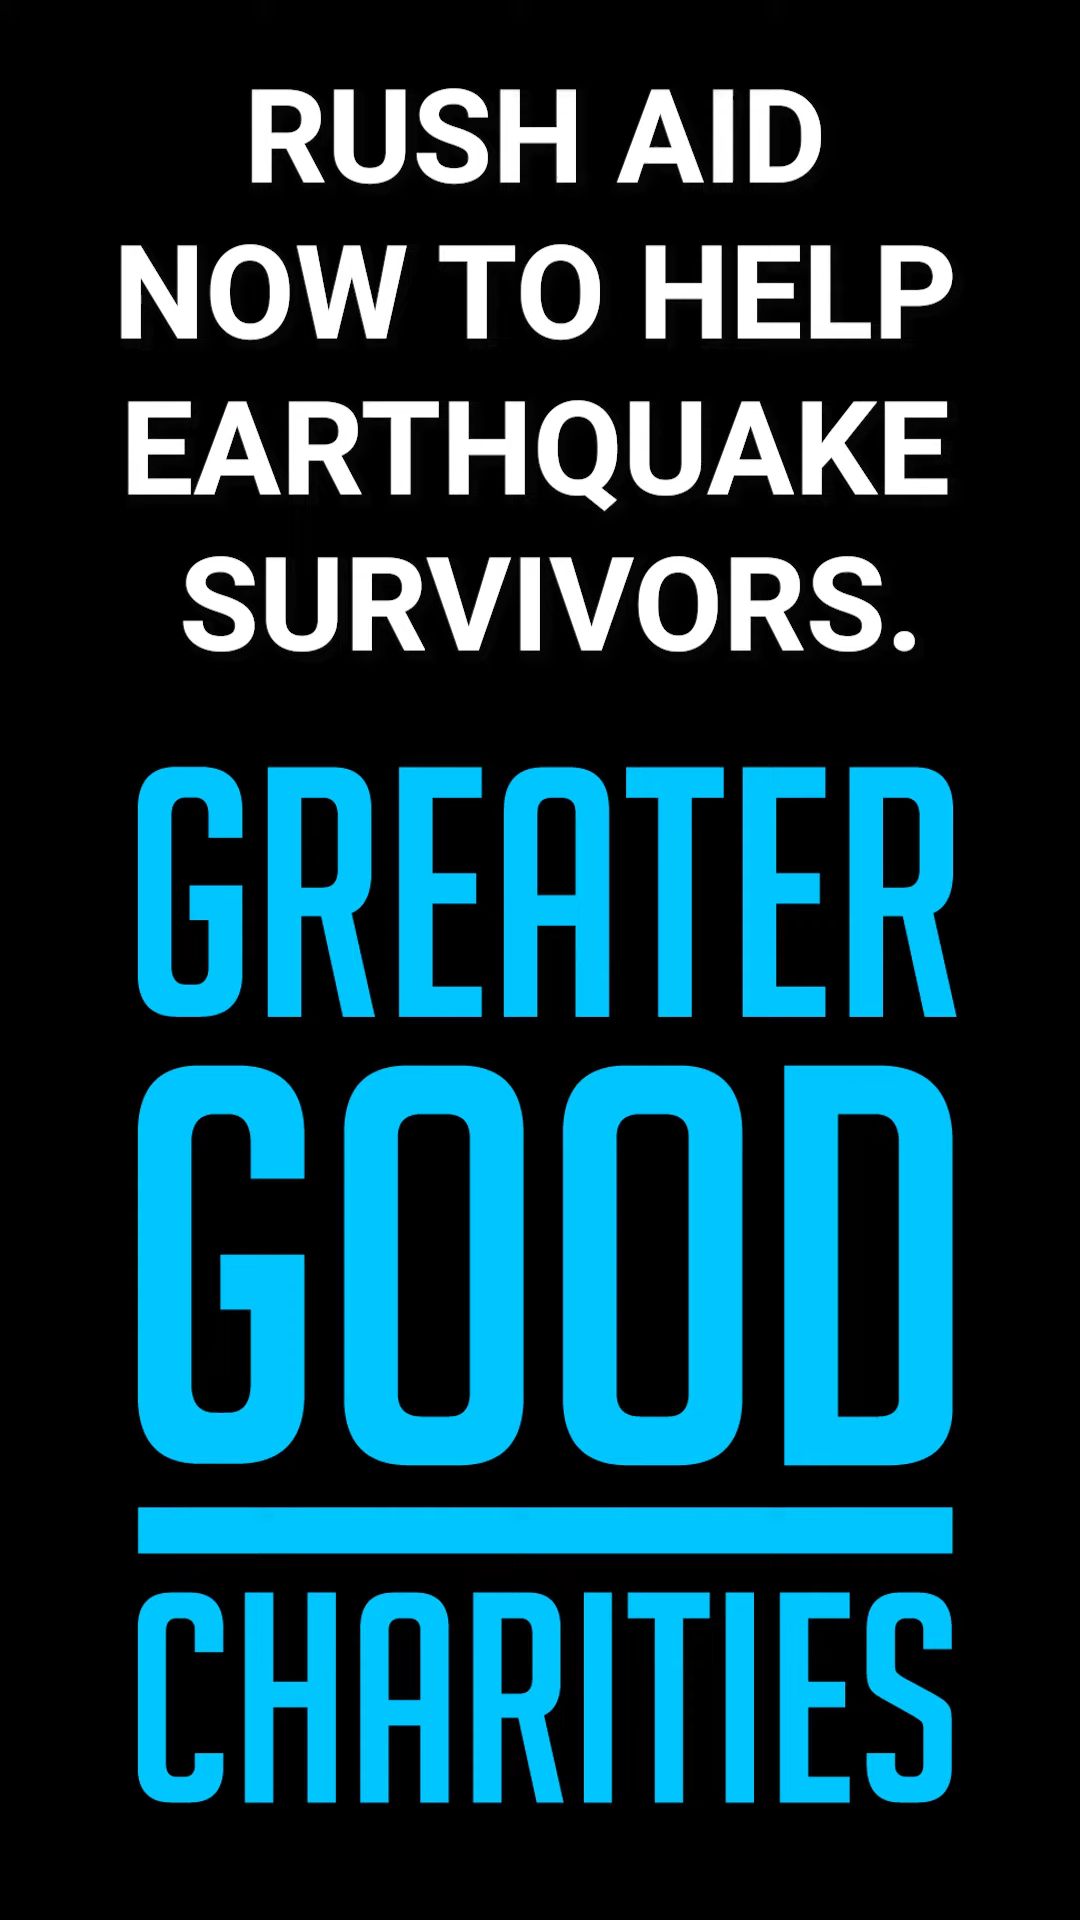 RUSH AID
NOW TO HELP
EARTHQUAKE
SURVIVORS.
GREATER
GOOD
CHARITIES